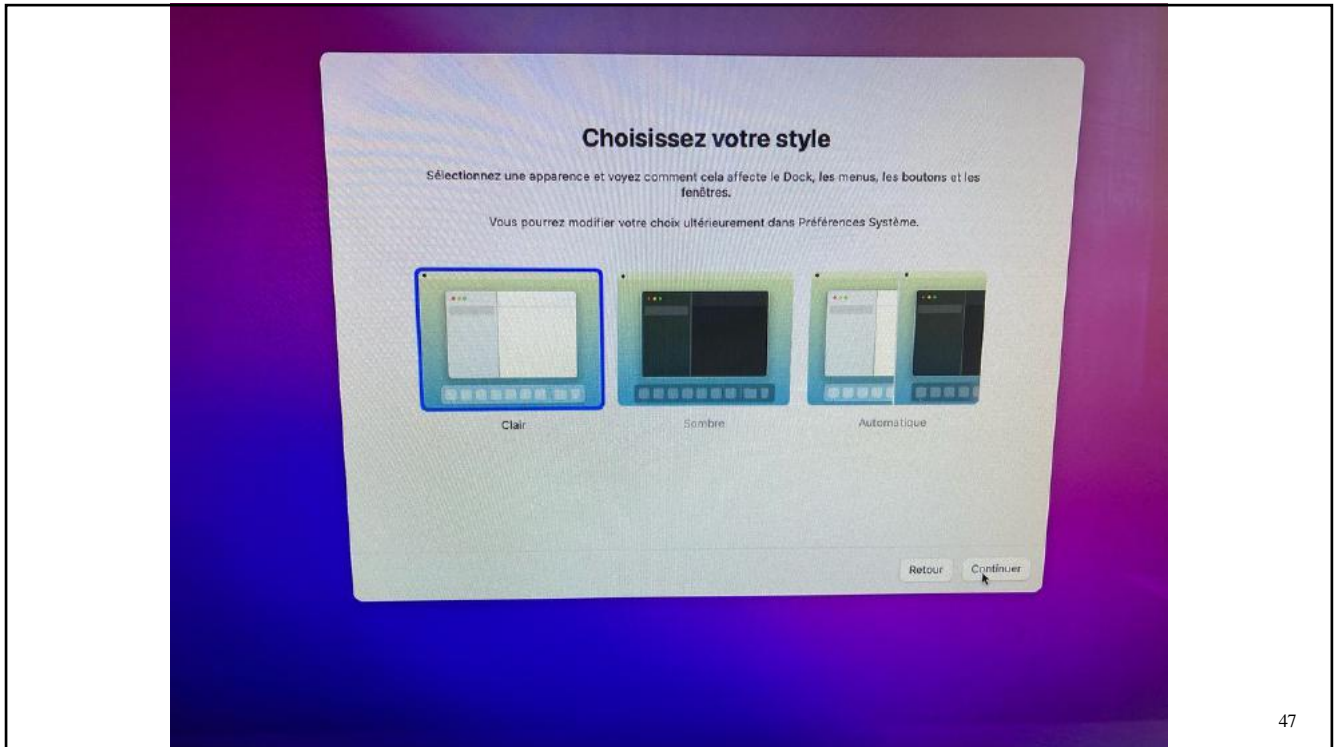 Choisissez votre style
Sélectionnez une apparence et voyez comment cela affecte le Dock, les menus, les boutons et les
fenêtres.
Vous pourrez modifier votre choix ultérieurement dans Préférences Système.
Clair
Sombre
Automatique
Retour
Continuer
47